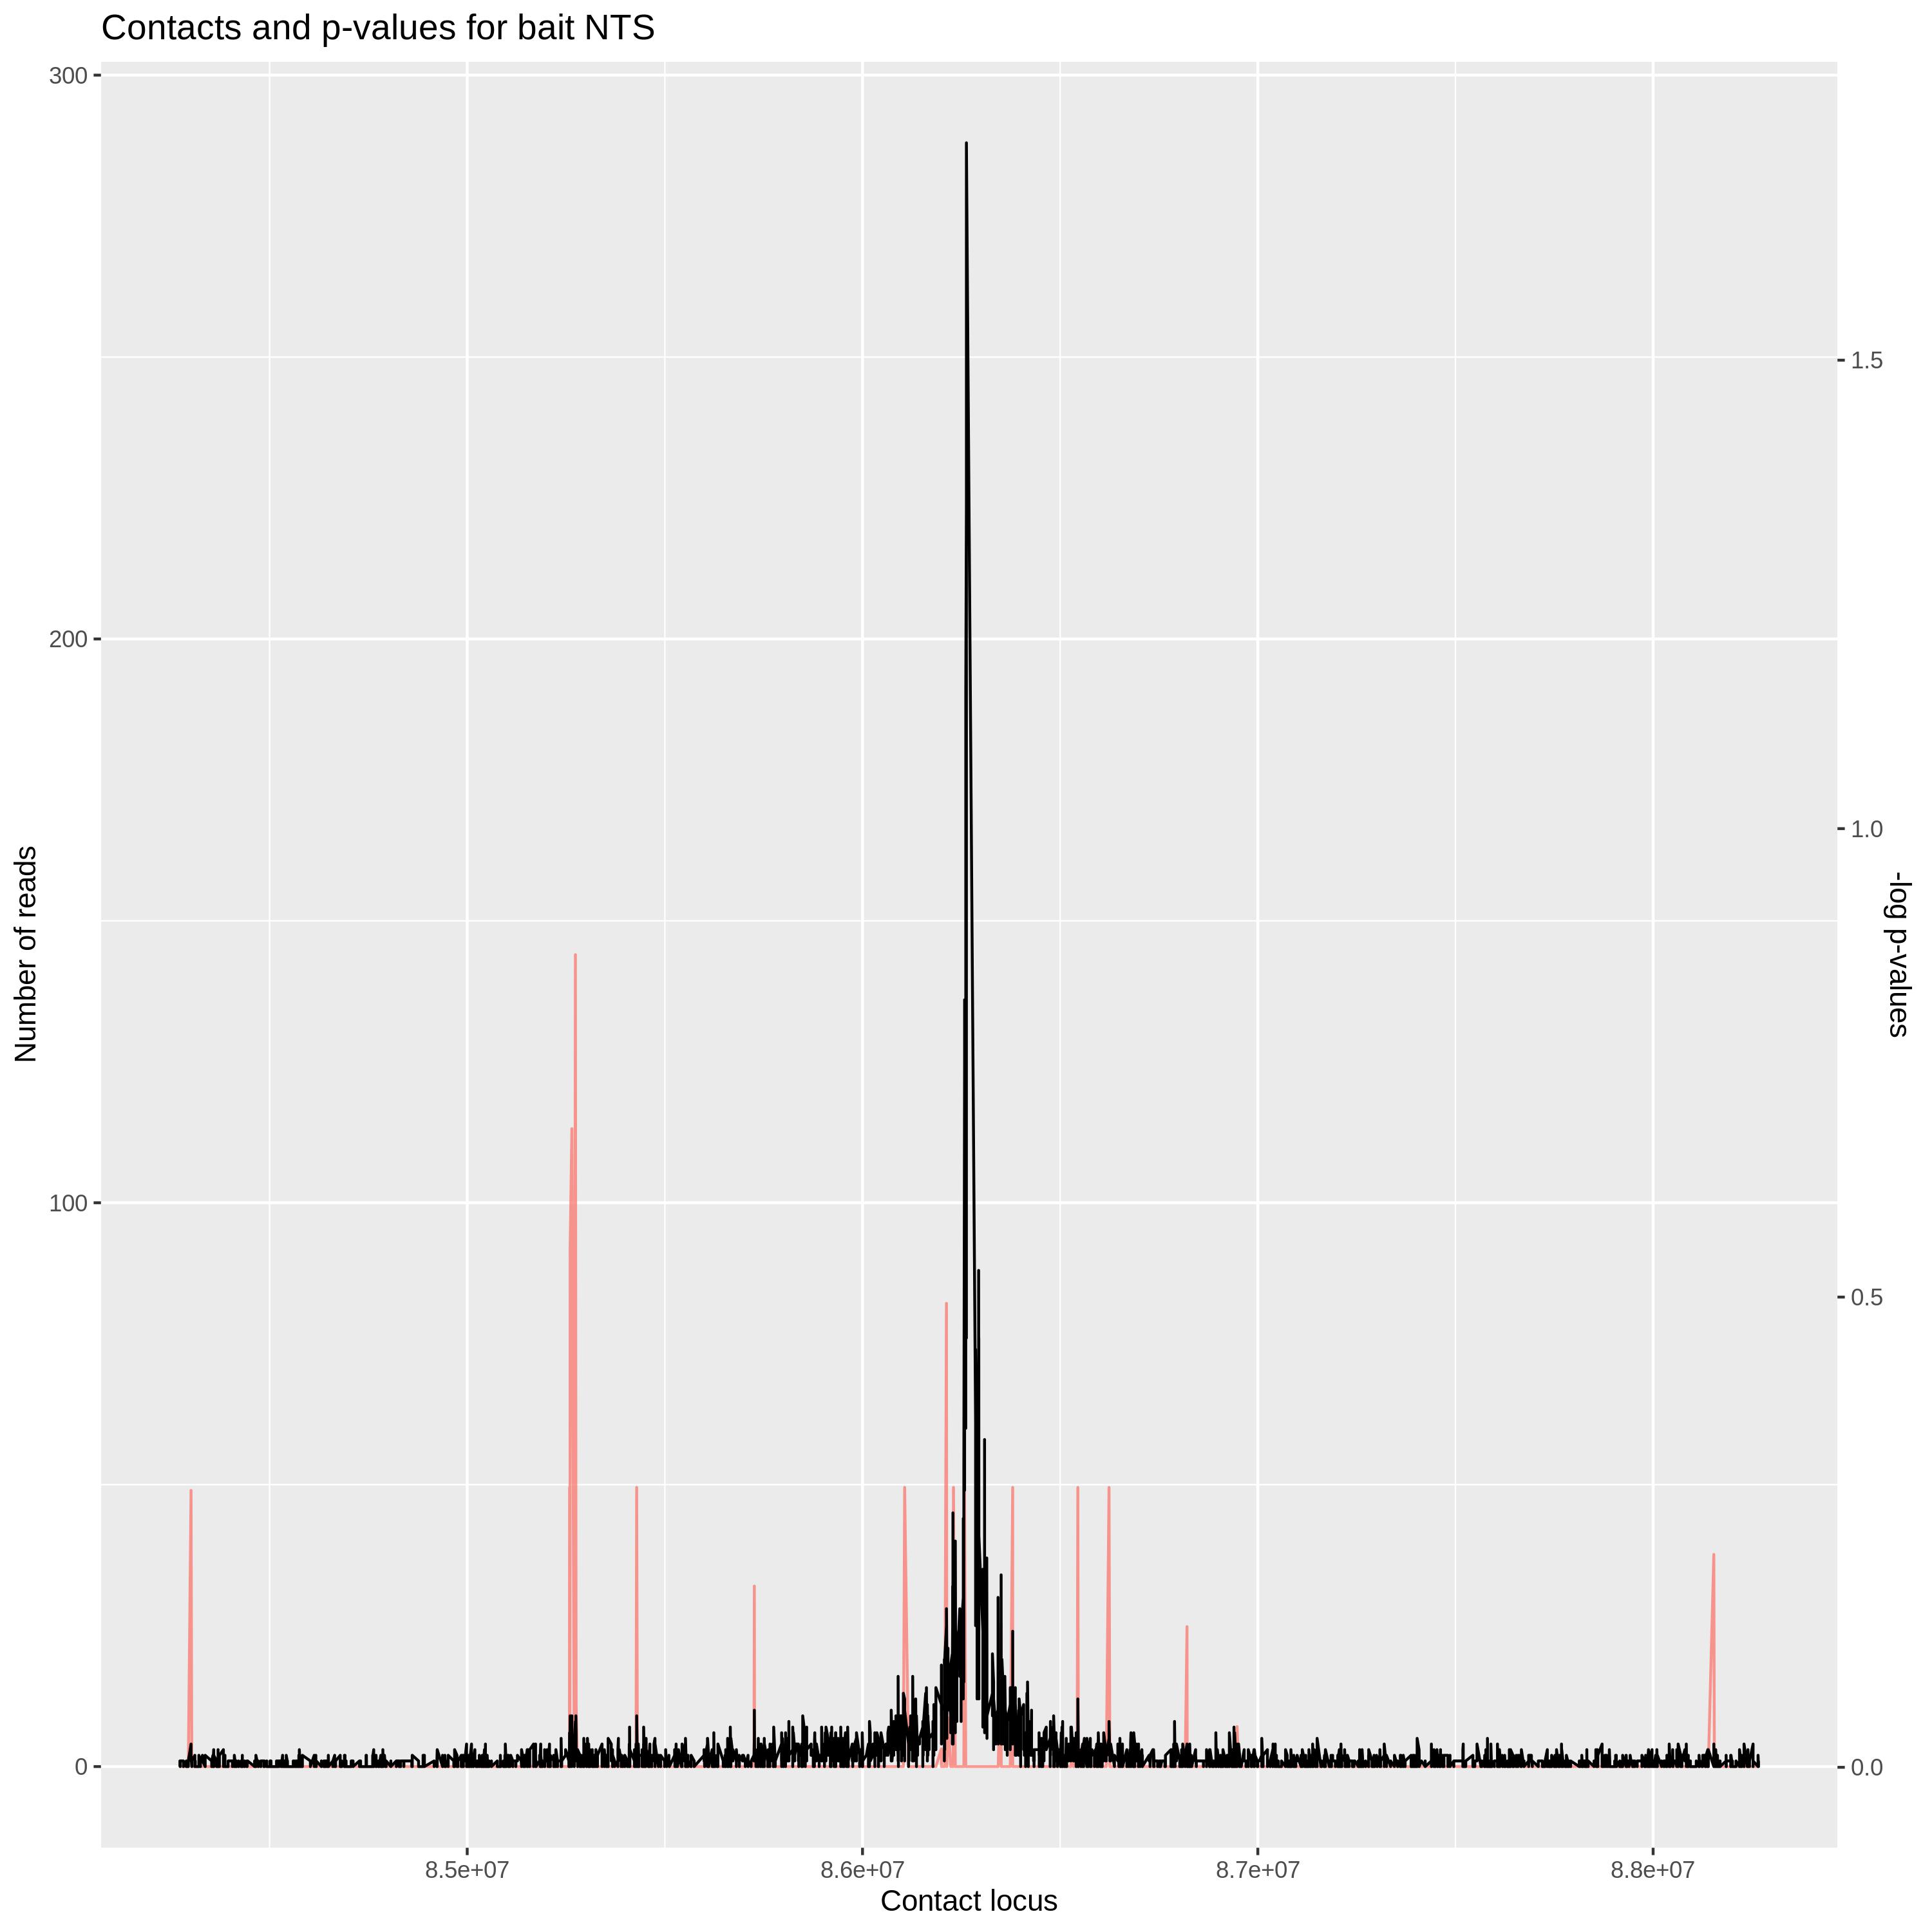 Contacts and p-values for bait NTS
300
200
100
0
Number of reads
1.5
1.0
0.5
0.0
-log p-values
8.5e+07 8.6e+07 8.7e+07 8.8e+07
Contact locus